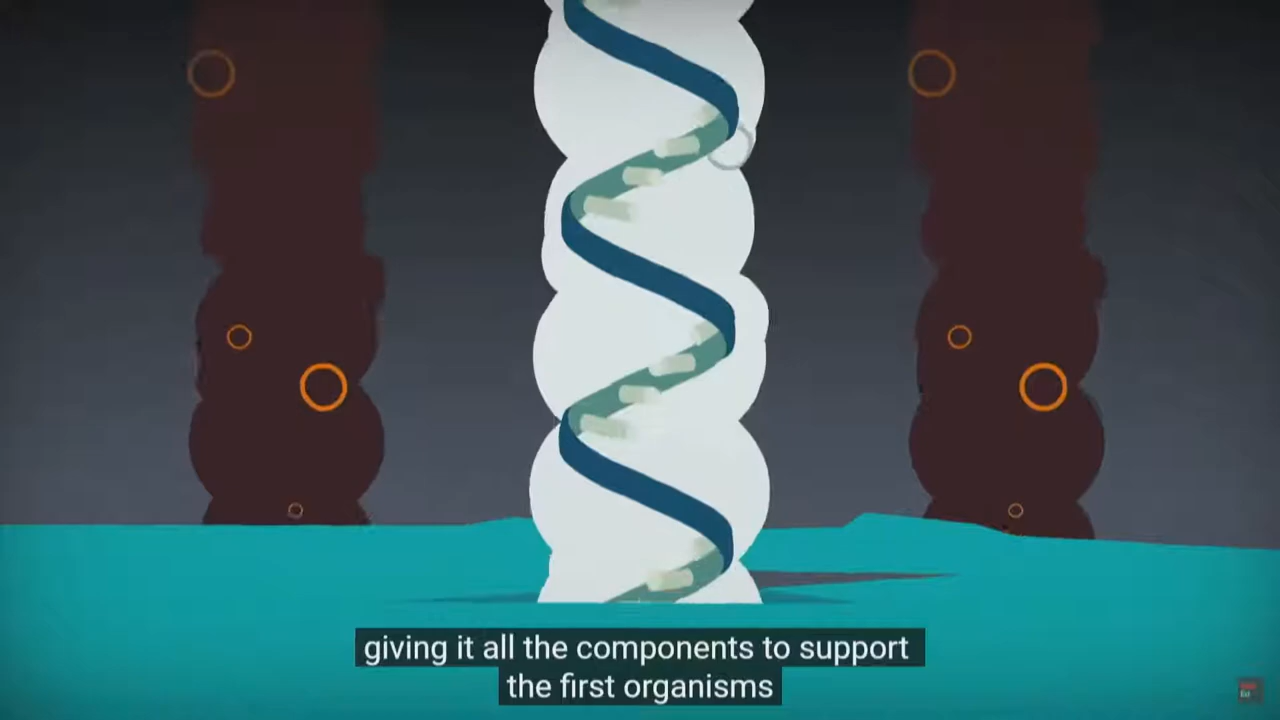 giving it all the components to support
the first organisms